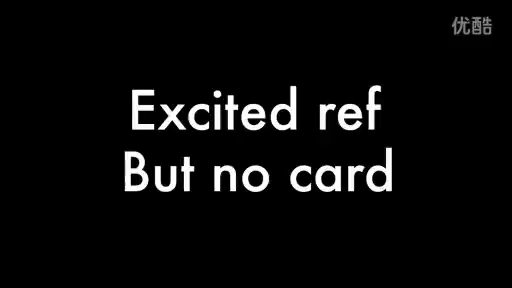 优酷
Excited ref
But no card